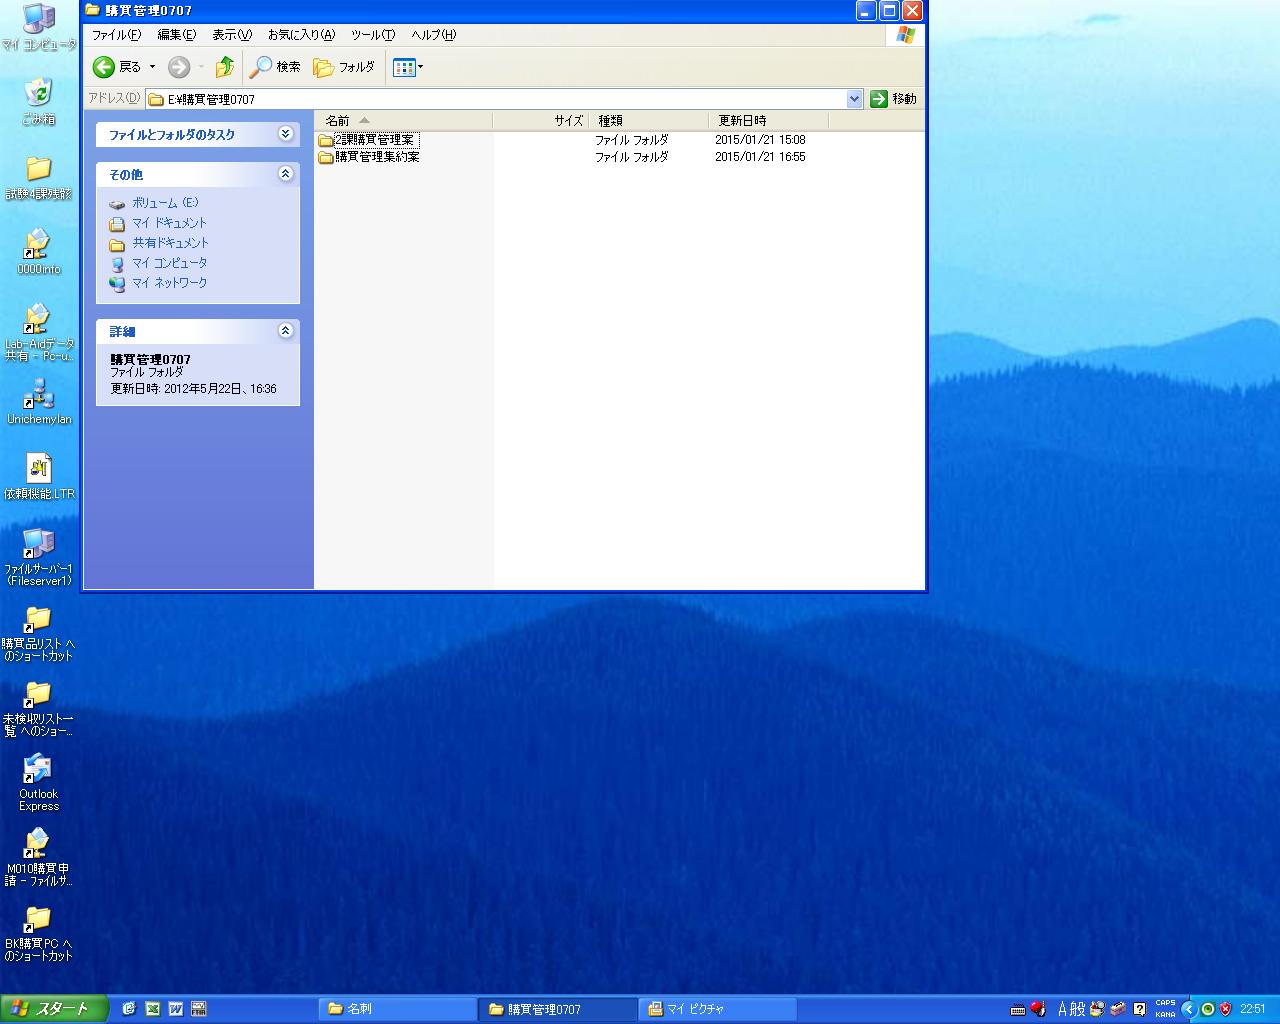 購買管理0707
ファイル(F) 編集(E) 表示(V) お気に入り(A) ツール(T) ヘルプ(H)
戻る 検索 フォルダ
アドレス(D) E:¥購買管理0707 移動
ファイルとフォルダのタスク
その他
ボリューム (E:)
マイ ドキュメント
共有ドキュメント
マイ コンピュータ
マイ ネットワーク
詳細
購買管理0707
ファイル フォルダ
更新日時: 2012年5月22日、16:36
名前 サイズ 種類 更新日時
2課購買管理案 ファイル フォルダ 2015/01/21 15:08
購買管理集約案 ファイル フォルダ 2015/01/21 16:55
マイ コンピュータ
ごみ箱
試験4課残骸
0000info
Lab-Aidデータ
共有 - Pc-u...
Unichemylan
依頼機能.LTR
ファイルサーバー1
(Fileserver1)
購買品リスト へ
のショートカット
未検収リスト一
覧 へのショー...
Outlook
Express
M010購買申
請 - ファイルサ...
BK購買PC へ
のショートカット
スタート
名刺
購買管理0707
マイ ピクチャ
A 般
CAPS
KANA
22:51